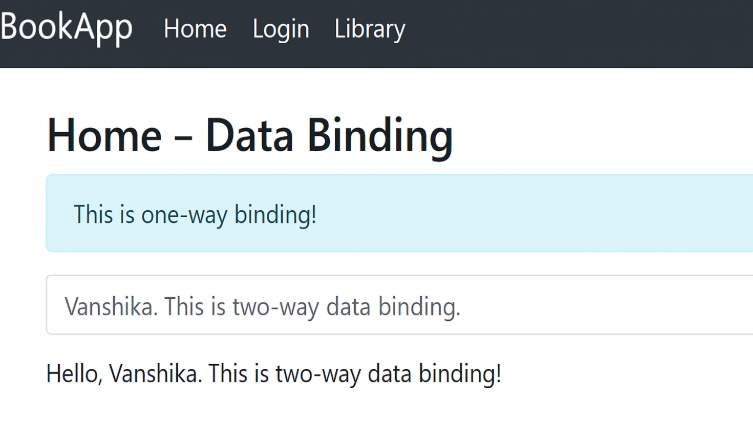 BookApp Home Login Library
Home – Data Binding
This is one-way binding!
Vanshika. This is two-way data binding.
Hello, Vanshika. This is two-way data binding!